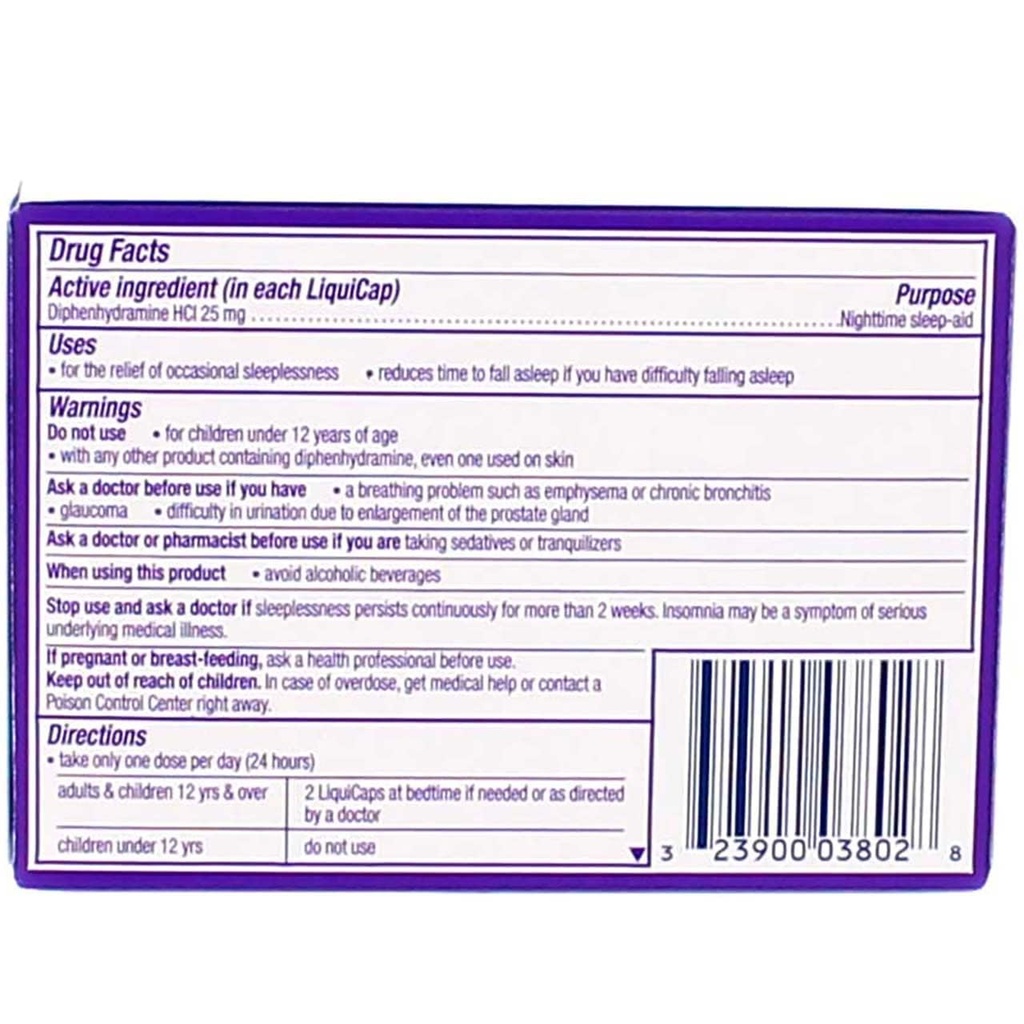 Drug Facts
Active ingredient (in each LiquiCap) Purpose
Diphenhydramine HCl 25 mg ........................................................................................ Nighttime sleep-aid
Uses
• for the relief of occasional sleeplessness • reduces time to fall asleep if you have difficulty falling asleep
Warnings
Do not use • for children under 12 years of age
• with any other product containing diphenhydramine, even one used on skin
Ask a doctor before use if you have • a breathing problem such as emphysema or chronic bronchitis
• glaucoma • difficulty in urination due to enlargement of the prostate gland
Ask a doctor or pharmacist before use if you are taking sedatives or tranquilizers
When using this product • avoid alcoholic beverages
Stop use and ask a doctor if sleeplessness persists continuously for more than 2 weeks. Insomnia may be a symptom of serious
underlying medical illness.
If pregnant or breast-feeding, ask a health professional before use.
Keep out of reach of children. In case of overdose, get medical help or contact a
Poison Control Center right away.
Directions
• take only one dose per day (24 hours)
adults & children 12 yrs & over 2 LiquiCaps at bedtime if needed or as directed
by a doctor
children under 12 yrs do not use
3 23900 03802 8